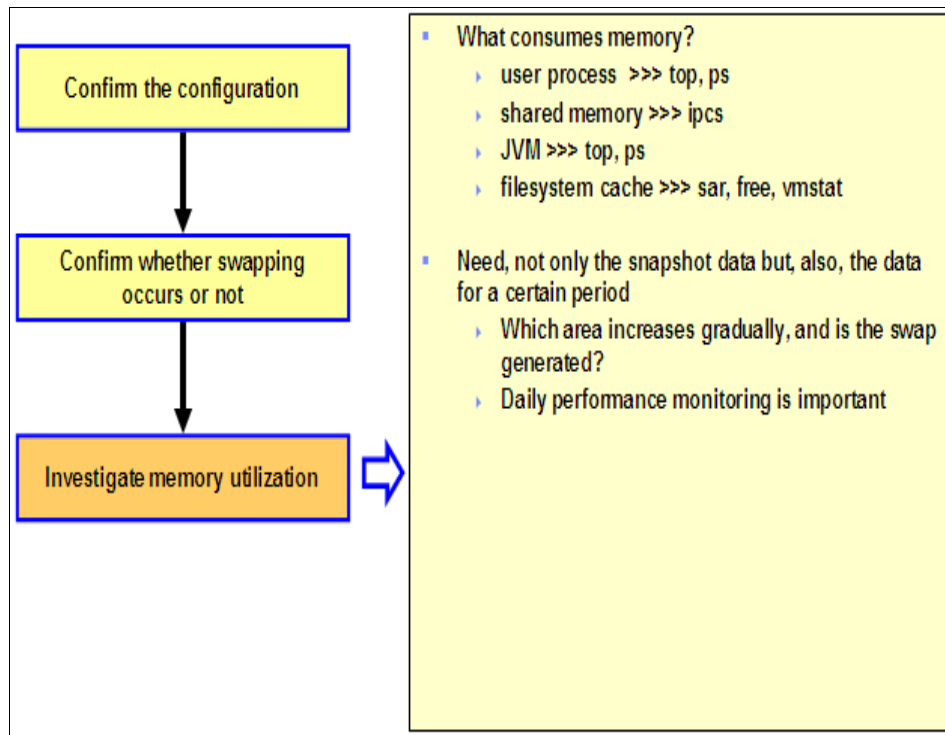 Confirm the configuration
Confirm whether swapping
occurs or not
Investigate memory utilization
What consumes memory?
user process >>> top, ps
shared memory >>> ipcs
JVM >>> top, ps
filesystem cache >>> sar, free, vmstat
Need, not only the snapshot data but, also, the data
for a certain period
Which area increases gradually, and is the swap
generated?
Daily performance monitoring is important